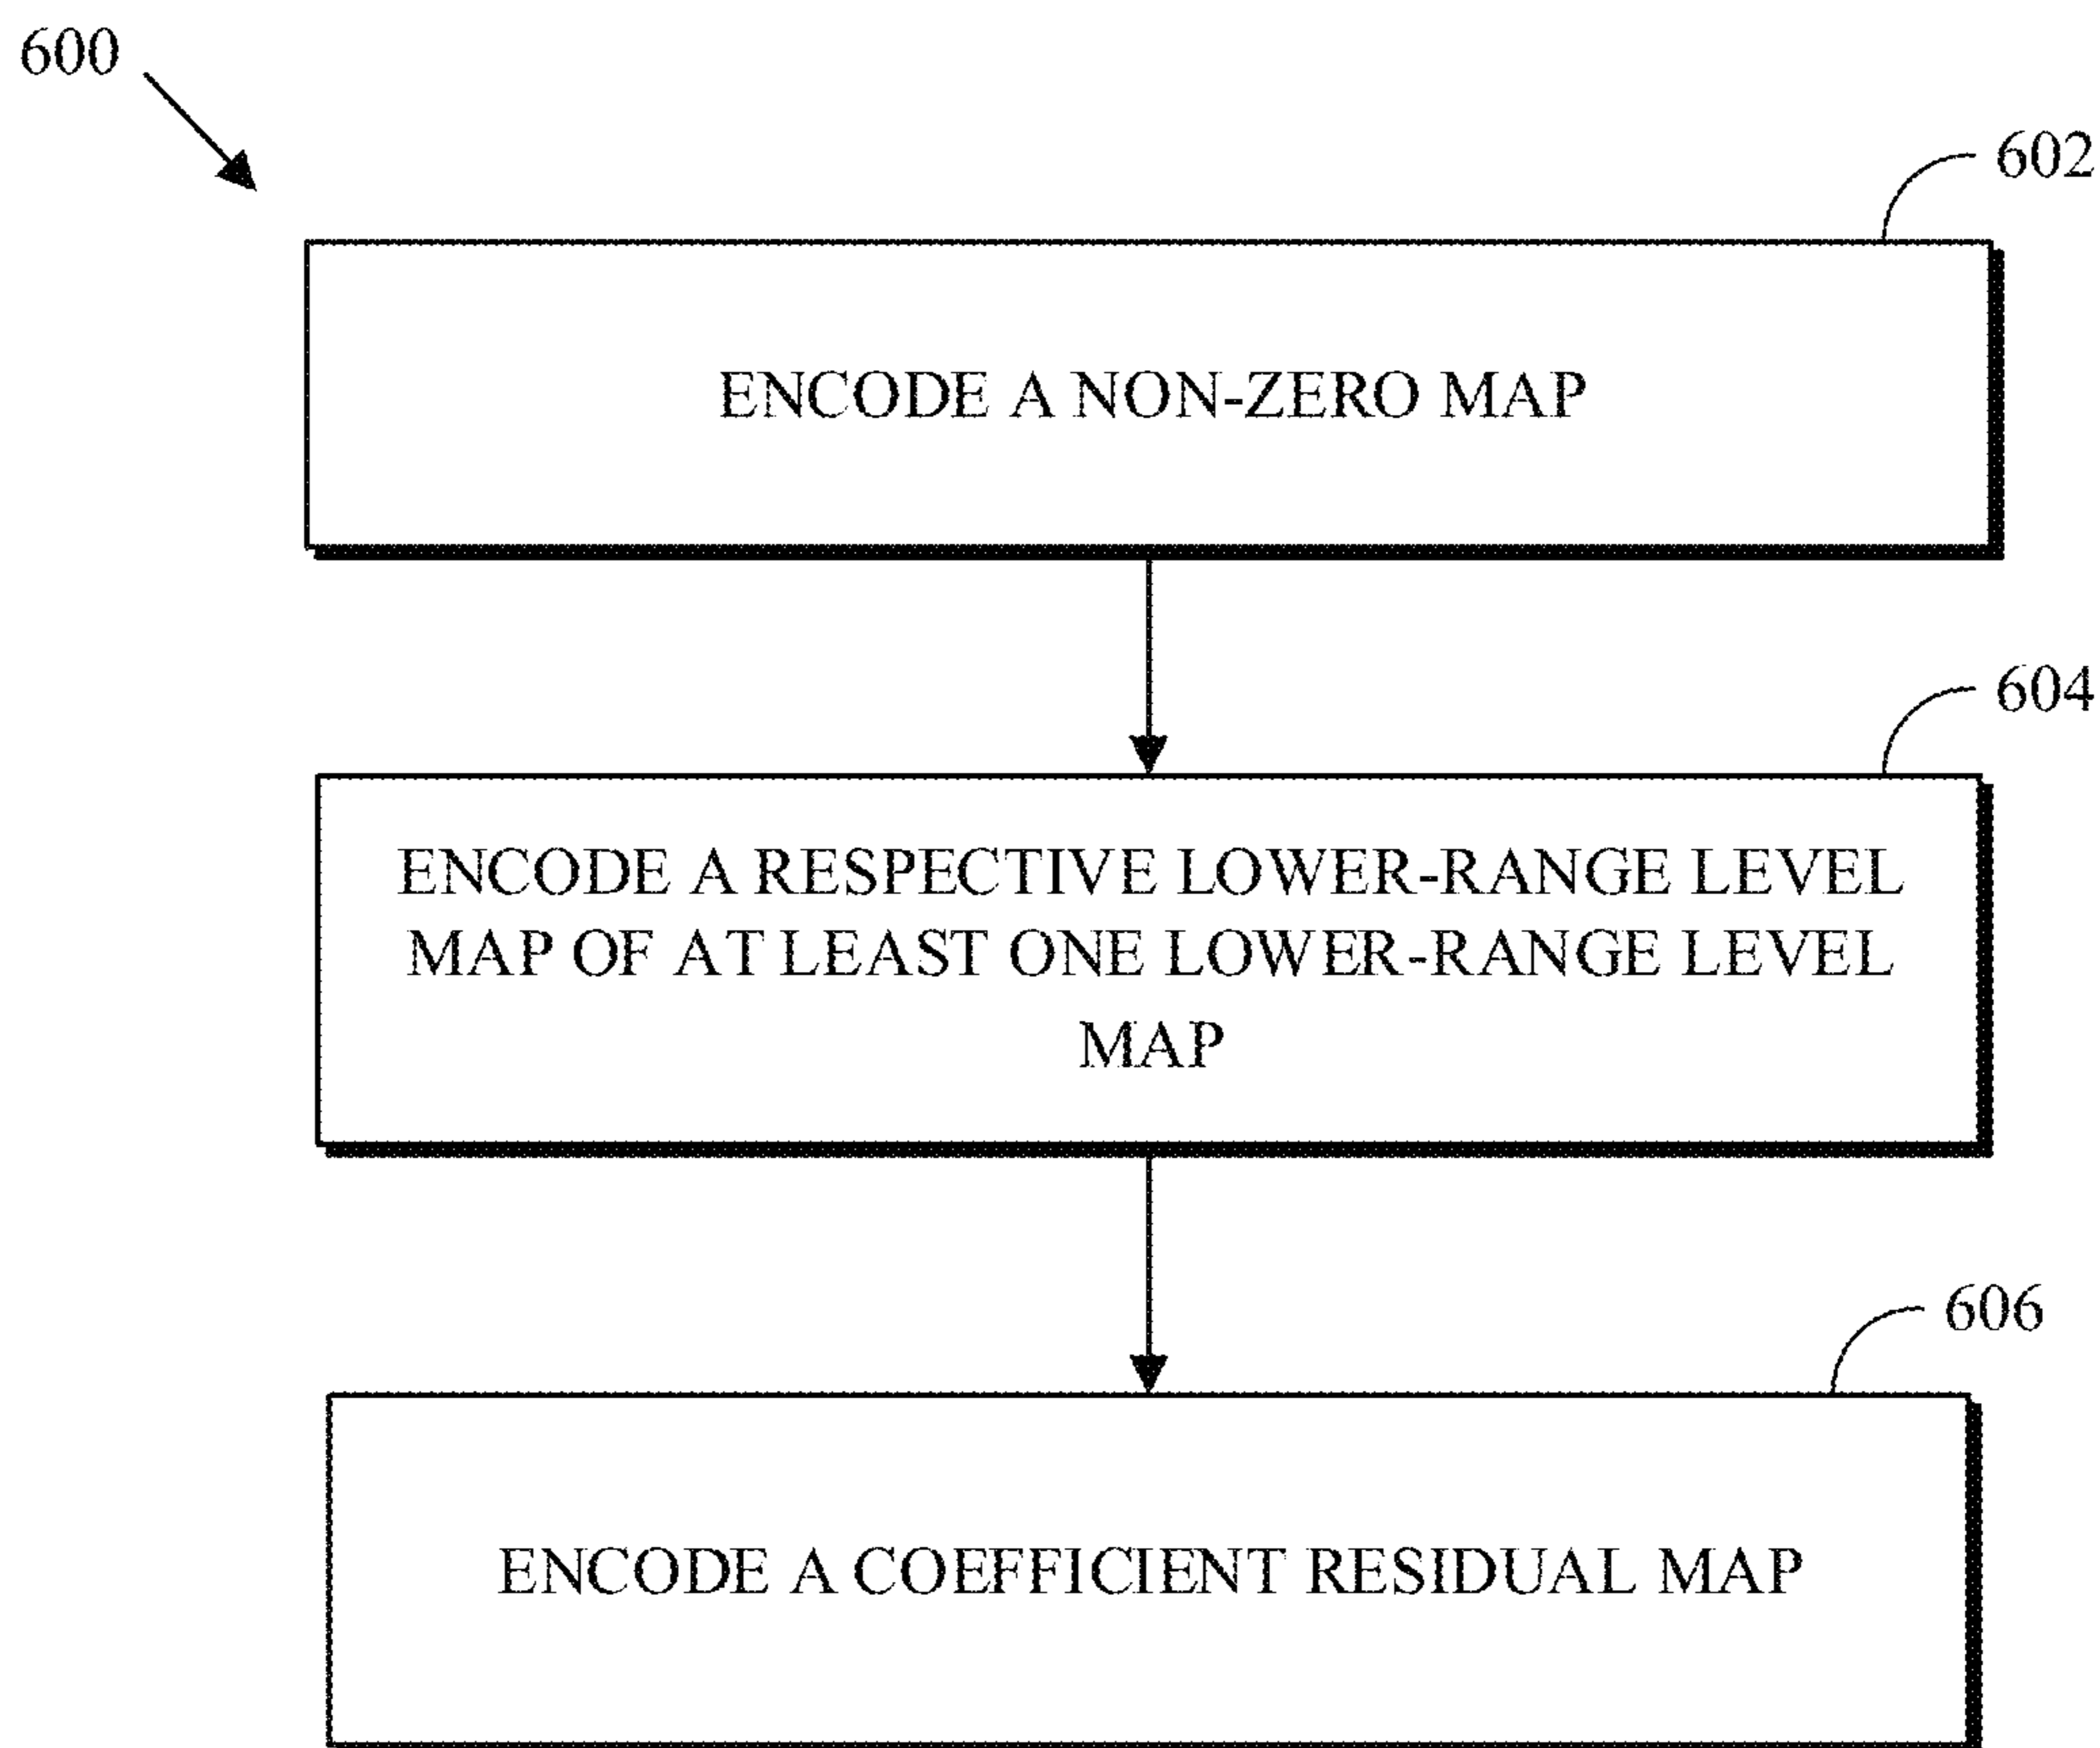 600
602
ENCODE A NON-ZERO MAP
604
ENCODE A RESPECTIVE LOWER-RANGE LEVEL
MAP OF AT LEAST ONE LOWER-RANGE LEVEL
MAP
606
ENCODE A COEFFICIENT RESIDUAL MAP